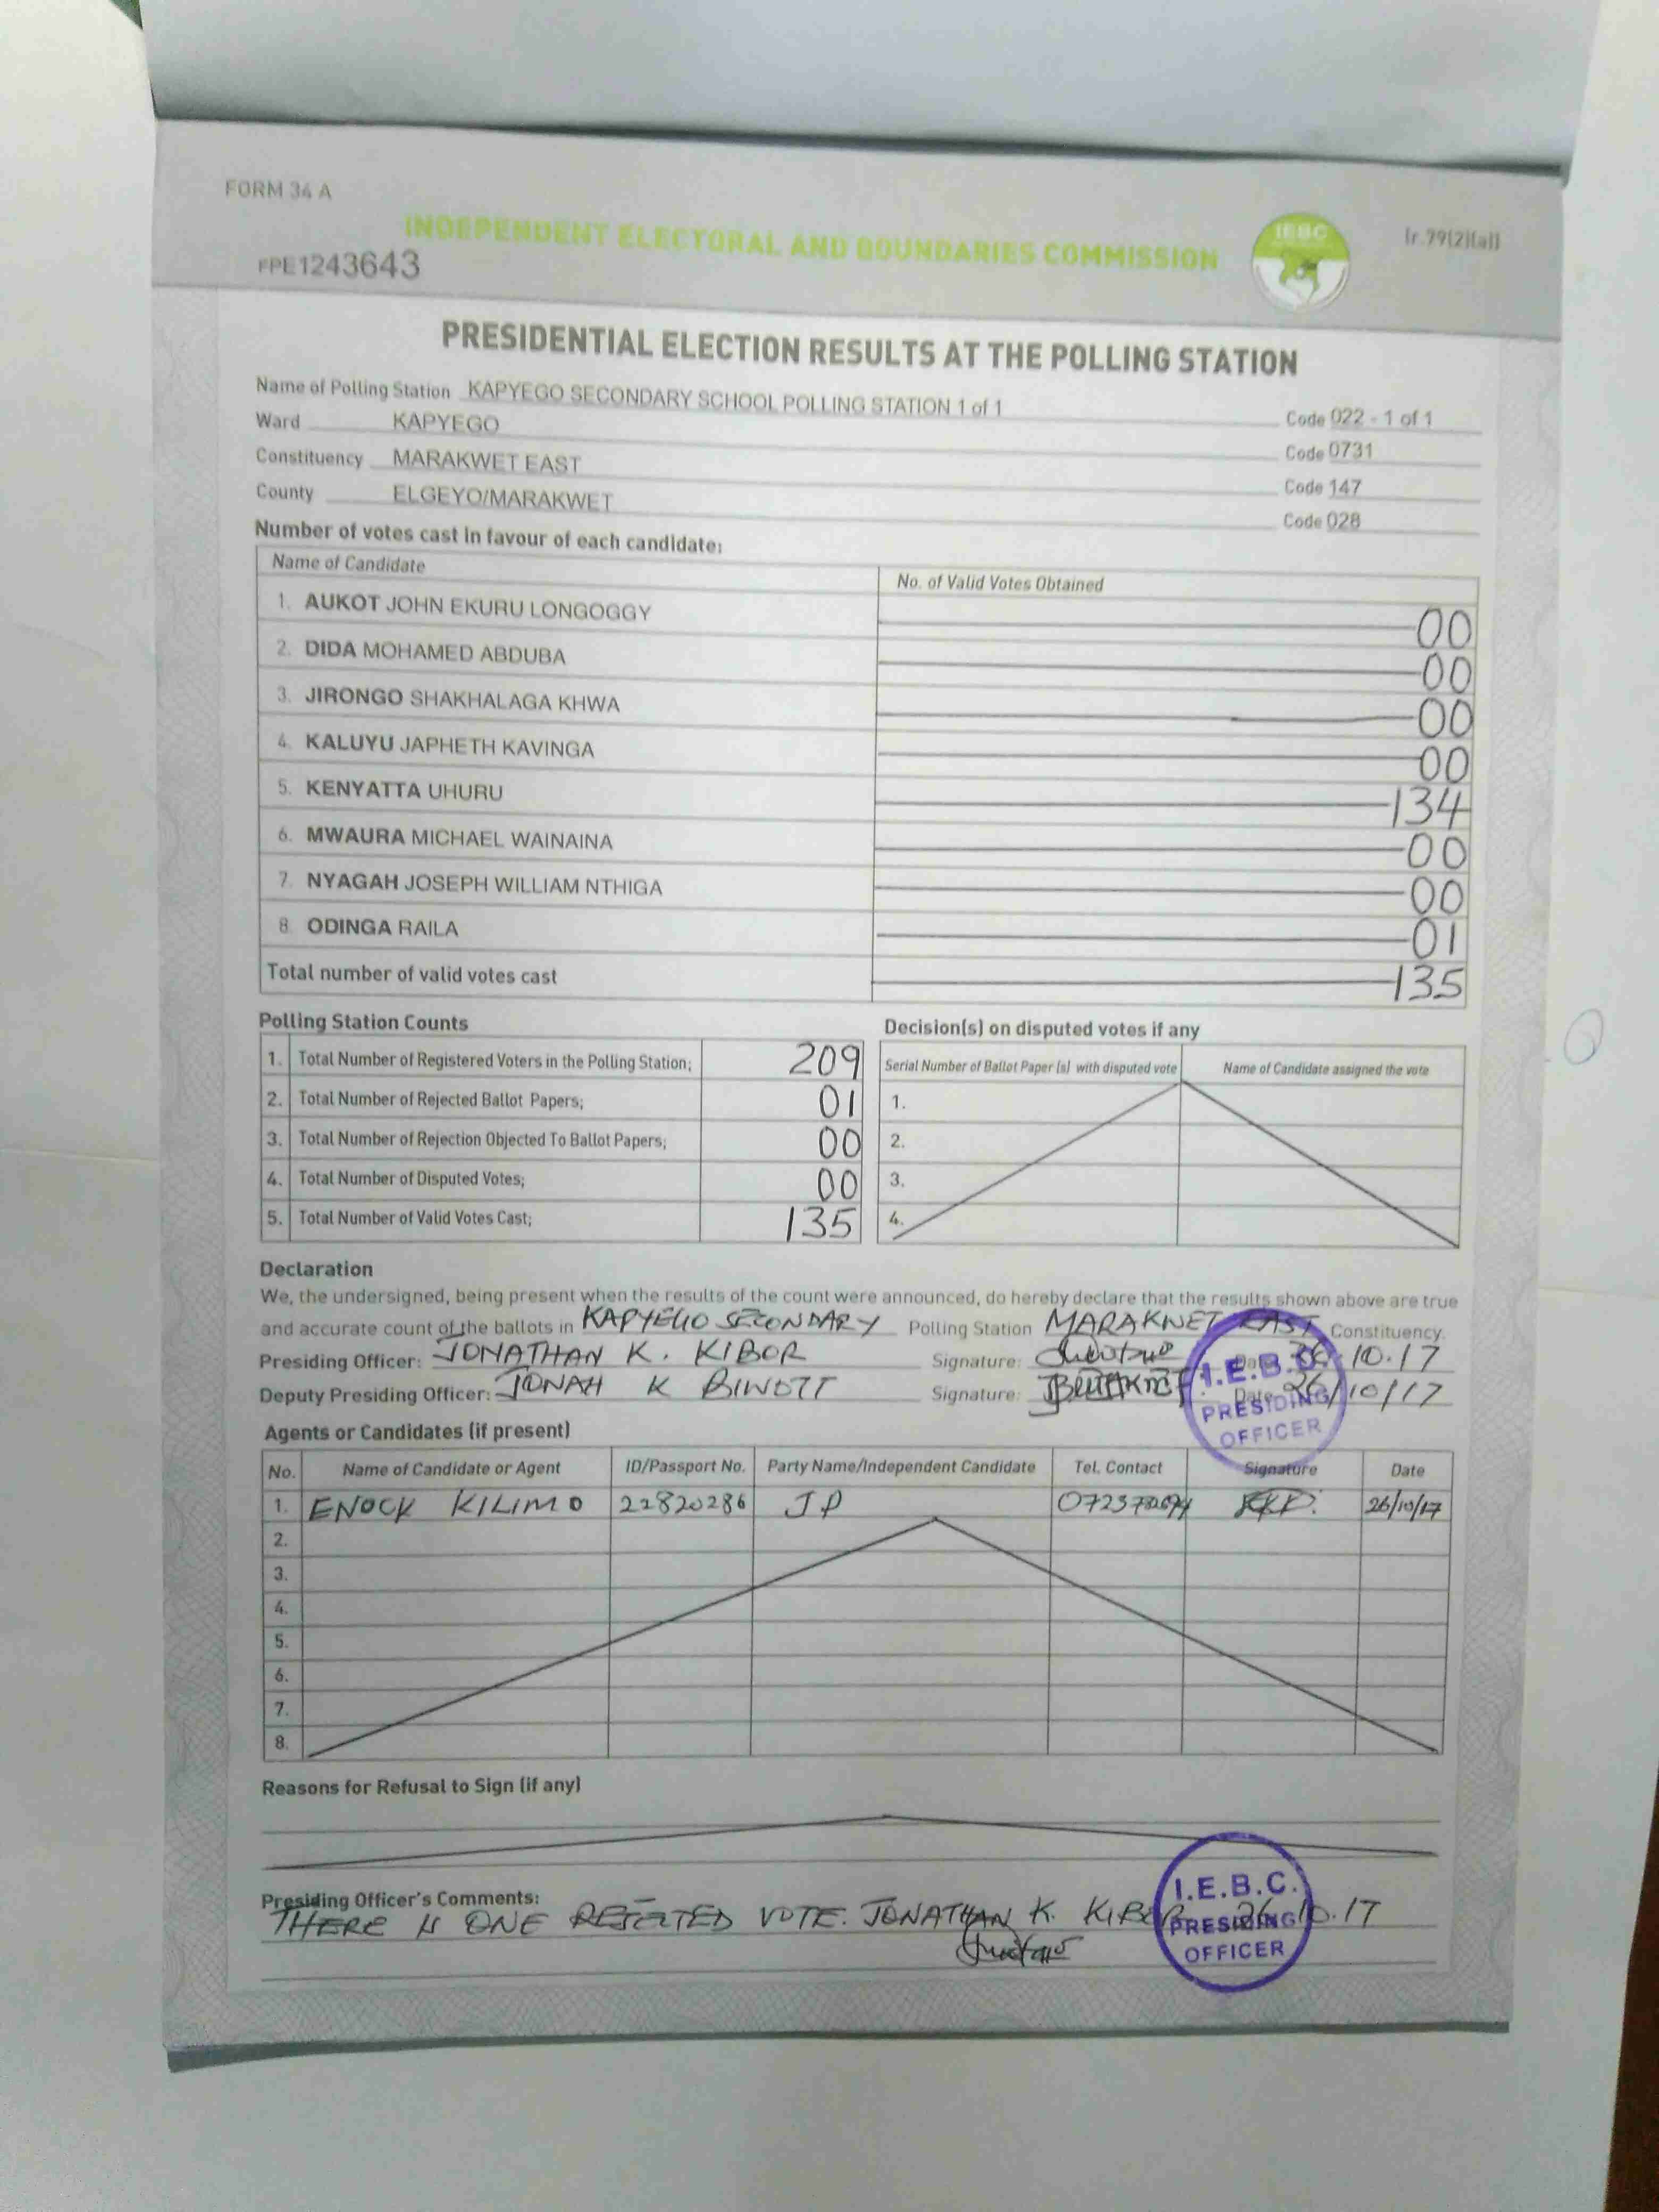 FORM 34 A
INDEPENDENT ELECTORAL AND BOUNDARIES COMMISSION
IEBC
(r.79(2)(a))
FPE1243643
PRESIDENTIAL ELECTION RESULTS AT THE POLLING STATION
Name of Polling Station KAPYEGO SECONDARY SCHOOL POLLING STATION 1 of 1 Code 022 - 1 of 1
Ward KAPYEGO Code 0731
Constituency MARAKWET EAST Code 147
County ELGEYO/MARAKWET Code 028
Number of votes cast in favour of each candidate:
Name of Candidate No. of Valid Votes Obtained
1. AUKOT JOHN EKURU LONGOGGY 00
2. DIDA MOHAMED ABDUBA 00
3. JIRONGO SHAKHALAGA KHWA 00
4. KALUYU JAPHETH KAVINGA 00
5. KENYATTA UHURU 134
6. MWAURA MICHAEL WAINAINA 00
7. NYAGAH JOSEPH WILLIAM NTHIGA 00
8. ODINGA RAILA 01
Total number of valid votes cast 135
Polling Station Counts
1. Total Number of Registered Voters in the Polling Station; 209
2. Total Number of Rejected Ballot Papers; 01
3. Total Number of Rejection Objected To Ballot Papers; 00
4. Total Number of Disputed Votes; 00
5. Total Number of Valid Votes Cast; 135
Decision(s) on disputed votes if any
Serial Number of Ballot Paper (s) with disputed vote Name of Candidate assigned the vote
1.
2.
3.
4.
Declaration
We, the undersigned, being present when the results of the count were announced, do hereby declare that the results shown above are true
and accurate count of the ballots in KAPYEGO SECONDARY Polling Station MARAKWET EAST Constituency.
Presiding Officer: JONATHAN K. KIBOR Signature: Date 26.10.17
Deputy Presiding Officer: JONAH K BIWOTT Signature: Date 26/10/17
I.E.B.C.
PRESIDING
OFFICER
Agents or Candidates (if present)
No. Name of Candidate or Agent ID/Passport No. Party Name/Independent Candidate Tel. Contact Signature Date
1. ENOCK KILIMO 22820286 JP 26/10/17
2.
3.
4.
5.
6.
7.
8.
Reasons for Refusal to Sign (if any)
Presiding Officer's Comments:
THERE IS ONE REJECTED VOTE. JONATHAN K. KIBOR 26.10.17
I.E.B.C.
PRESIDING
OFFICER